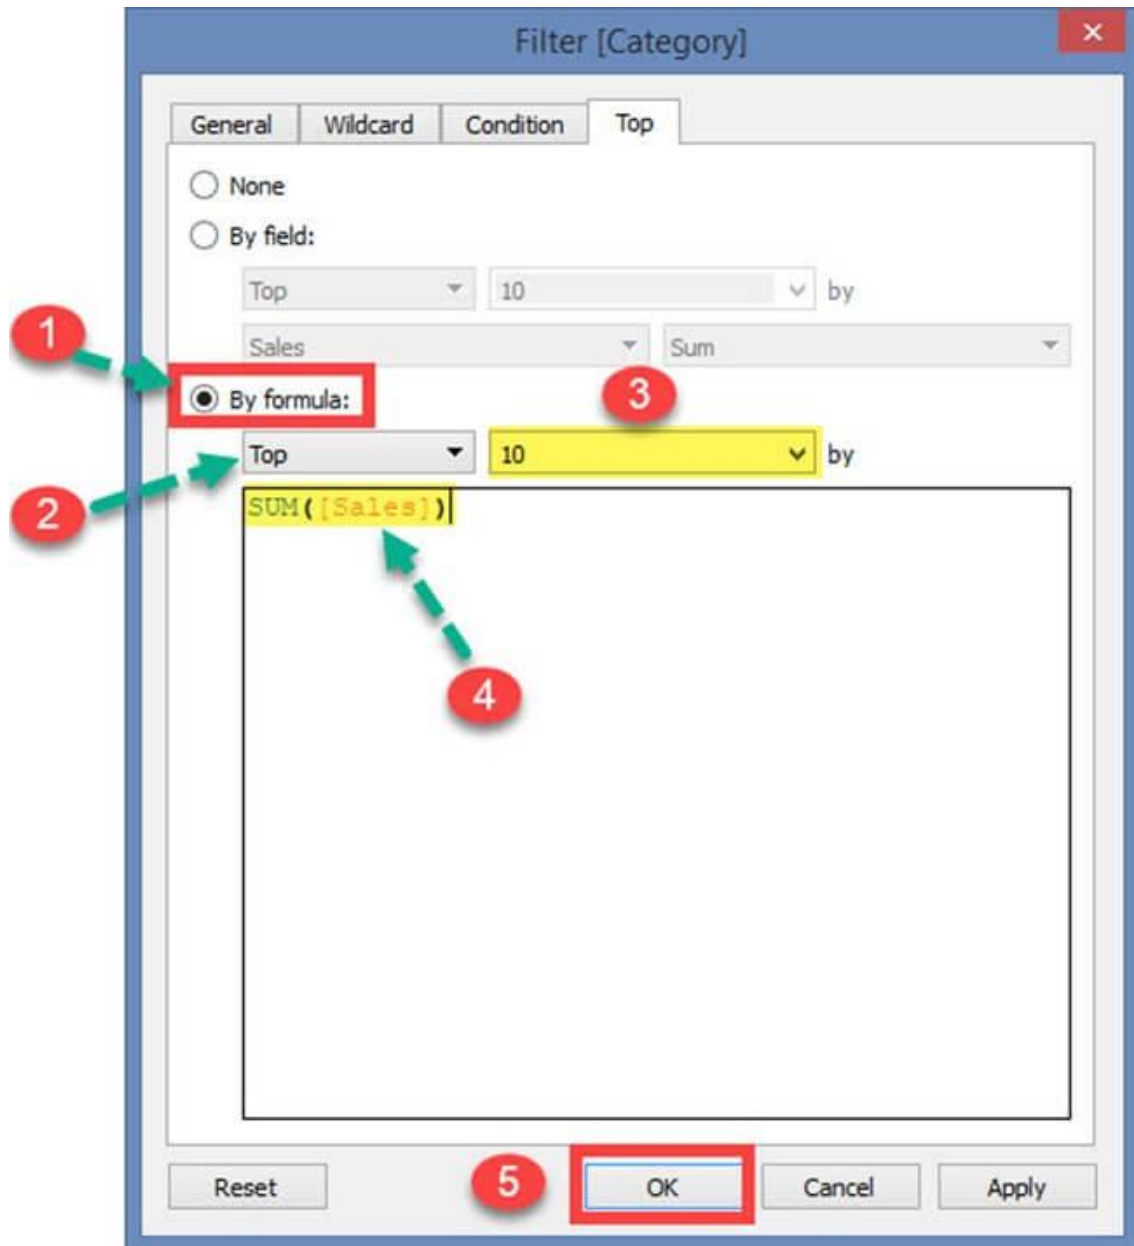 Filter [Category]
General Wildcard Condition Top
None
By field:
Top 10 by
1
Sales Sum
By formula:
3
Top 10 by
2
SUM([Sales])
4
Reset 5 OK Cancel Apply